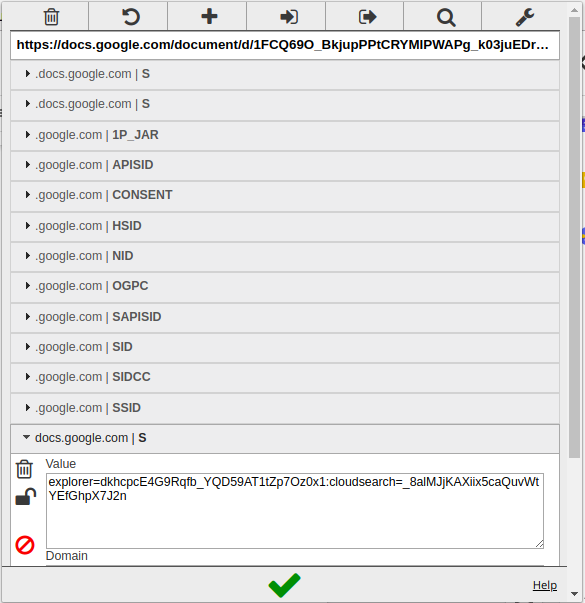 https://docs.google.com/document/d/1FCQ69O_BkjupPPtCRYMIPWAPg_k03juEDr...
.docs.google.com | S
.docs.google.com | S
.google.com | 1P_JAR
.google.com | APISID
.google.com | CONSENT
.google.com | HSID
.google.com | NID
.google.com | OGPC
.google.com | SAPISID
.google.com | SID
.google.com | SIDCC
.google.com | SSID
docs.google.com | S
Value
explorer=dkhcpcE4G9Rqfb_YQD59AT1tZp7Oz0x1:cloudsearch=_8alMJjKAXiix5caQuvWt
YEfGhpX7J2n
Domain
Help